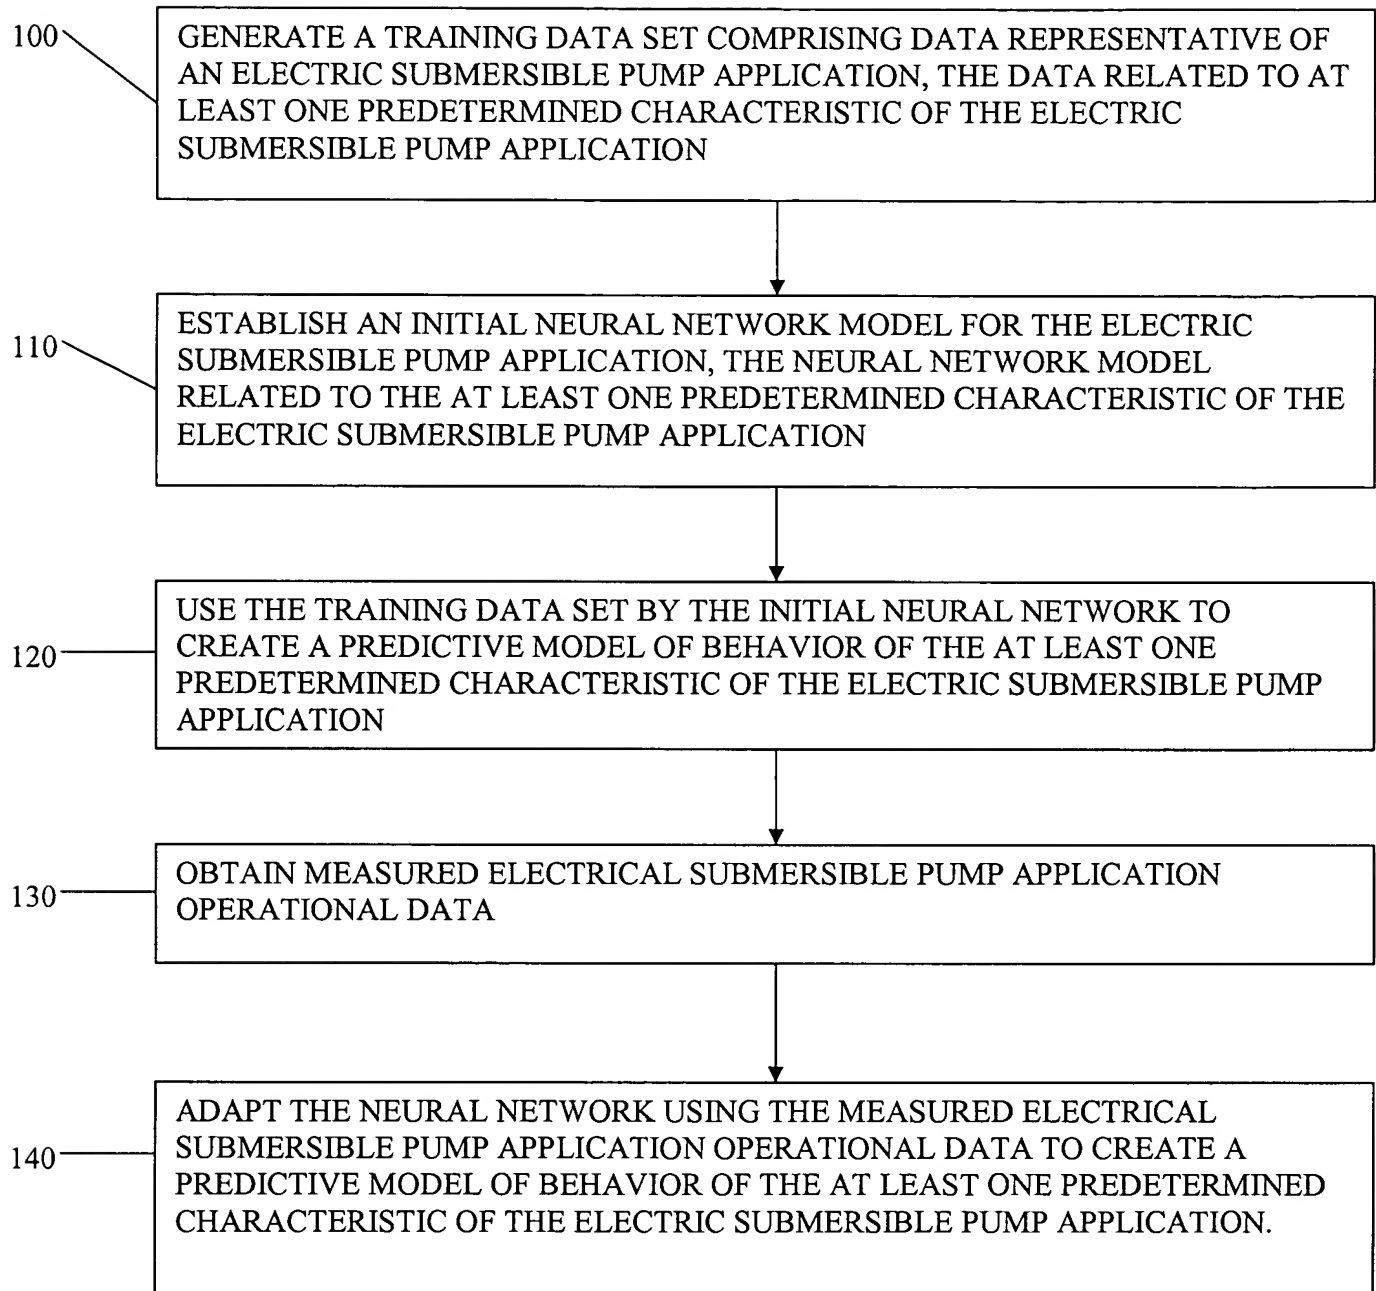 100
GENERATE A TRAINING DATA SET COMPRISING DATA REPRESENTATIVE OF
AN ELECTRIC SUBMERSIBLE PUMP APPLICATION, THE DATA RELATED TO AT
LEAST ONE PREDETERMINED CHARACTERISTIC OF THE ELECTRIC
SUBMERSIBLE PUMP APPLICATION
110
ESTABLISH AN INITIAL NEURAL NETWORK MODEL FOR THE ELECTRIC
SUBMERSIBLE PUMP APPLICATION, THE NEURAL NETWORK MODEL
RELATED TO THE AT LEAST ONE PREDETERMINED CHARACTERISTIC OF THE
ELECTRIC SUBMERSIBLE PUMP APPLICATION
120
USE THE TRAINING DATA SET BY THE INITIAL NEURAL NETWORK TO
CREATE A PREDICTIVE MODEL OF BEHAVIOR OF THE AT LEAST ONE
PREDETERMINED CHARACTERISTIC OF THE ELECTRIC SUBMERSIBLE PUMP
APPLICATION
130
OBTAIN MEASURED ELECTRICAL SUBMERSIBLE PUMP APPLICATION
OPERATIONAL DATA
140
ADAPT THE NEURAL NETWORK USING THE MEASURED ELECTRICAL
SUBMERSIBLE PUMP APPLICATION OPERATIONAL DATA TO CREATE A
PREDICTIVE MODEL OF BEHAVIOR OF THE AT LEAST ONE PREDETERMINED
CHARACTERISTIC OF THE ELECTRIC SUBMERSIBLE PUMP APPLICATION.